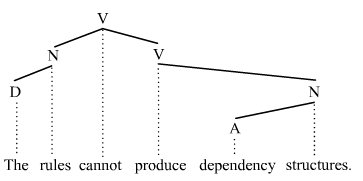 V
N
V
D
N
A
The rules cannot produce dependency structures.